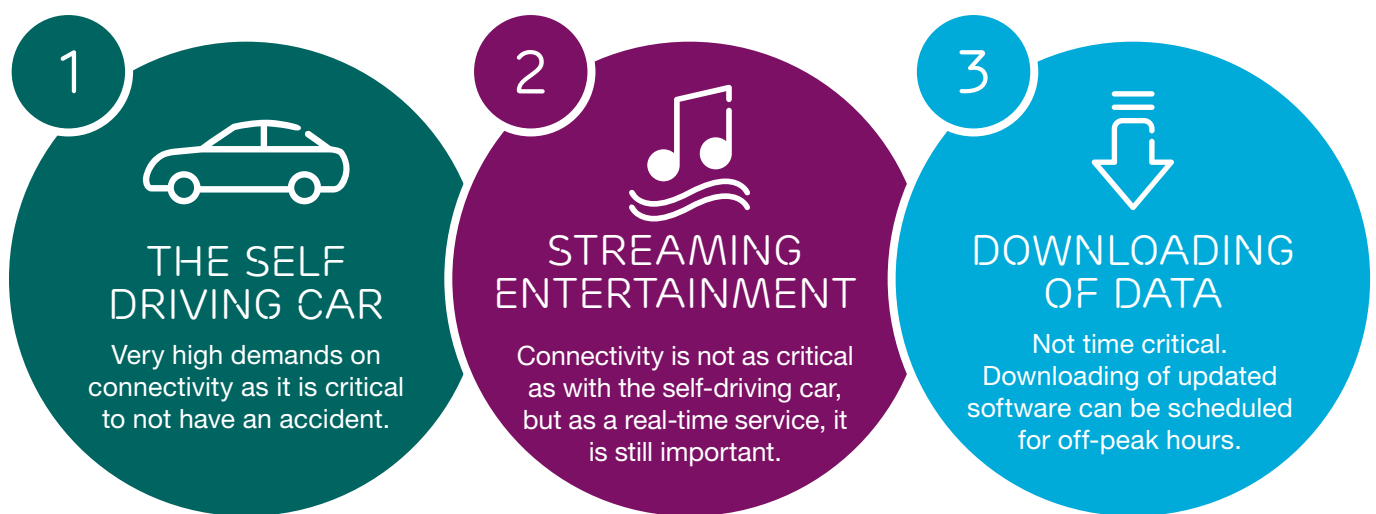 1
THE SELF
DRIVING CAR
Very high demands on
connectivity as it is critical
to not have an accident.
2
STREAMING
ENTERTAINMENT
Connectivity is not as critical
as with the self-driving car,
but as a real-time service, it
is still important.
3
DOWNLOADING
OF DATA
Not time critical.
Downloading of updated
software can be scheduled
for off-peak hours.